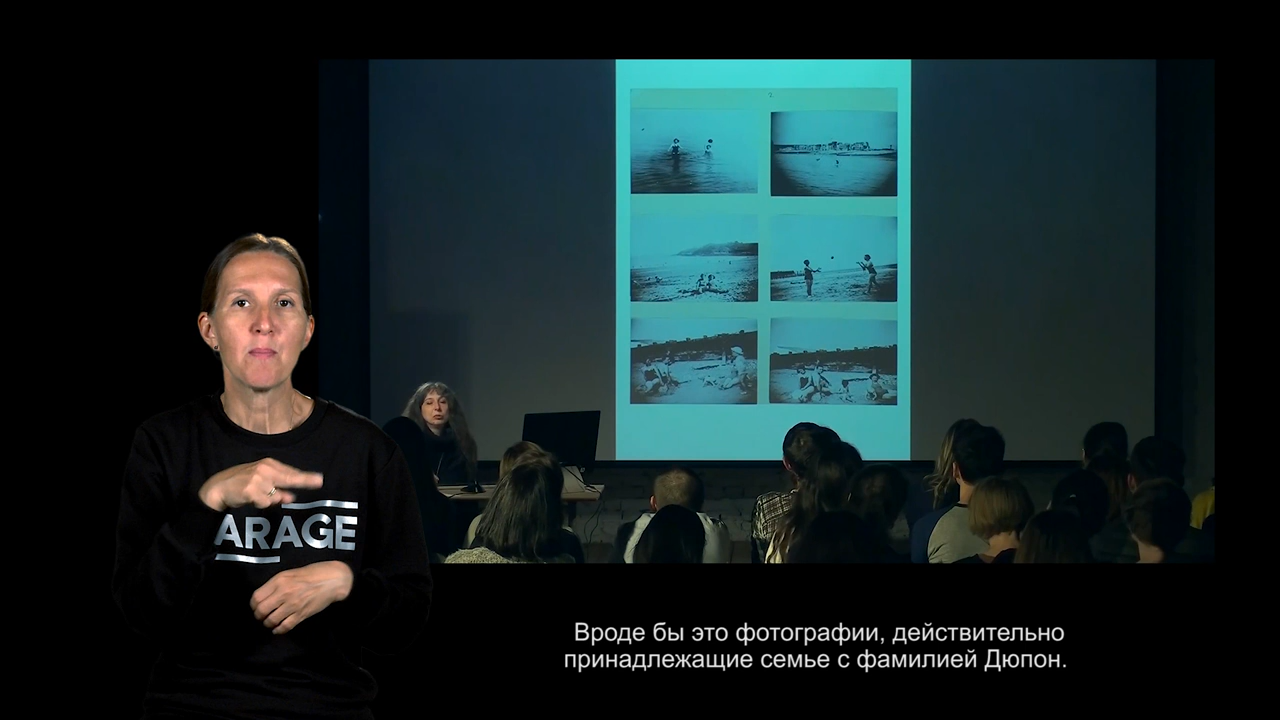 ARAGE
Вроде бы это фотографии, действительно
принадлежащие семье с фамилией Дюпон.